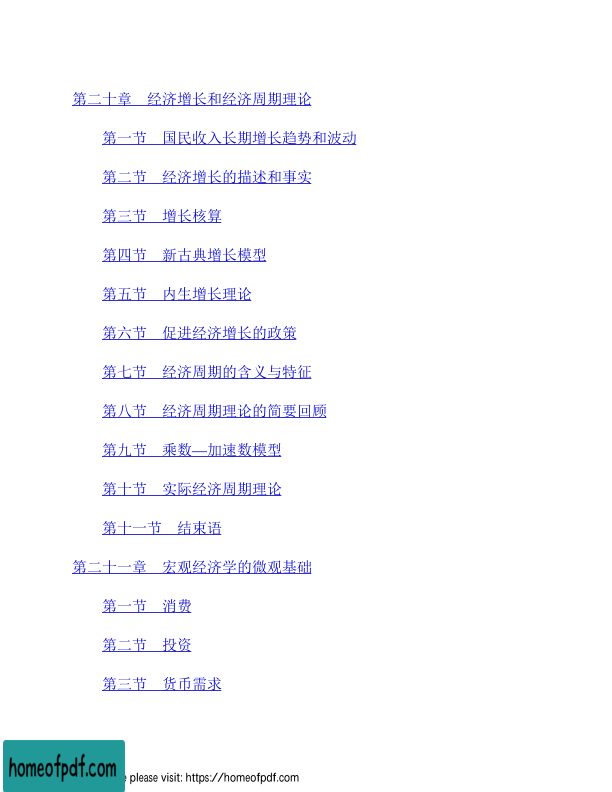 第二十章　经济增长和经济周期理论
第一节　国民收入长期增长趋势和波动
第二节　经济增长的描述和事实
第三节　增长核算
第四节　新古典增长模型
第五节　内生增长理论
第六节　促进经济增长的政策
第七节　经济周期的含义与特征
第八节　经济周期理论的简要回顾
第九节　乘数—加速数模型
第十节　实际经济周期理论
第十一节　结束语
第二十一章　宏观经济学的微观基础
第一节　消费
第二节　投资
第三节　货币需求
homeofpdf.com
please visit: https://homeofpdf.com